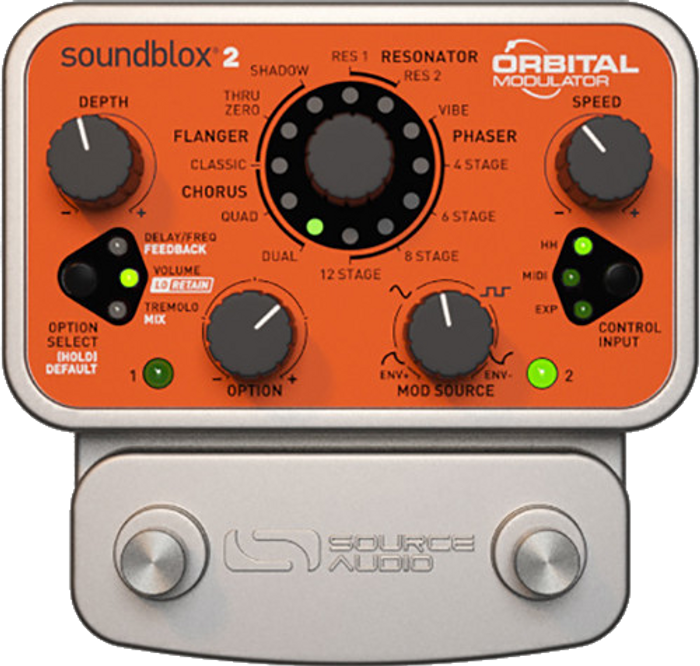 soundblox® 2
ORBITAL
MODULATOR
RES 1
RESONATOR
RES 2
SHADOW
THRU
ZERO
VIBE
FLANGER
PHASER
CLASSIC
4 STAGE
CHORUS
QUAD
6 STAGE
DUAL
8 STAGE
12 STAGE
DEPTH
- +
SPEED
- +
DELAY/FREQ
FEEDBACK
VOLUME
LO RETAIN
TREMOLO
MIX
OPTION
SELECT
(HOLD)
DEFAULT
HH
MIDI
EXP
CONTROL
INPUT
1
- +
OPTION
ENV+
ENV-
MOD SOURCE
2
SOURCE
AUDIO